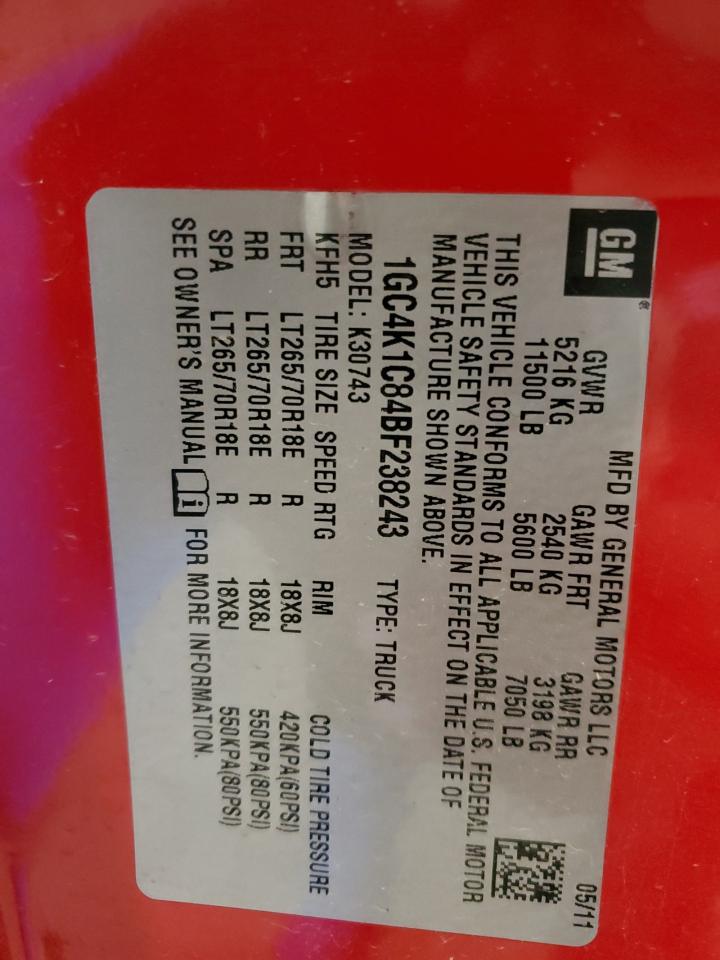 GM®
MFD BY GENERAL MOTORS LLC 05/11
GVWR GAWR FRT GAWR RR
5216 KG 2540 KG 3198 KG
11500 LB 5600 LB 7050 LB
THIS VEHICLE CONFORMS TO ALL APPLICABLE U.S. FEDERAL MOTOR
VEHICLE SAFETY STANDARDS IN EFFECT ON THE DATE OF
MANUFACTURE SHOWN ABOVE.
1GC4K1C84BF238243 TYPE: TRUCK
MODEL: K30743
KFH5 TIRE SIZE SPEED RTG RIM COLD TIRE PRESSURE
FRT LT265/70R18E R 18X8J 420KPA(60PSI)
RR LT265/70R18E R 18X8J 550KPA(80PSI)
SPA LT265/70R18E R 18X8J 550KPA(80PSI)
SEE OWNER'S MANUAL i FOR MORE INFORMATION.